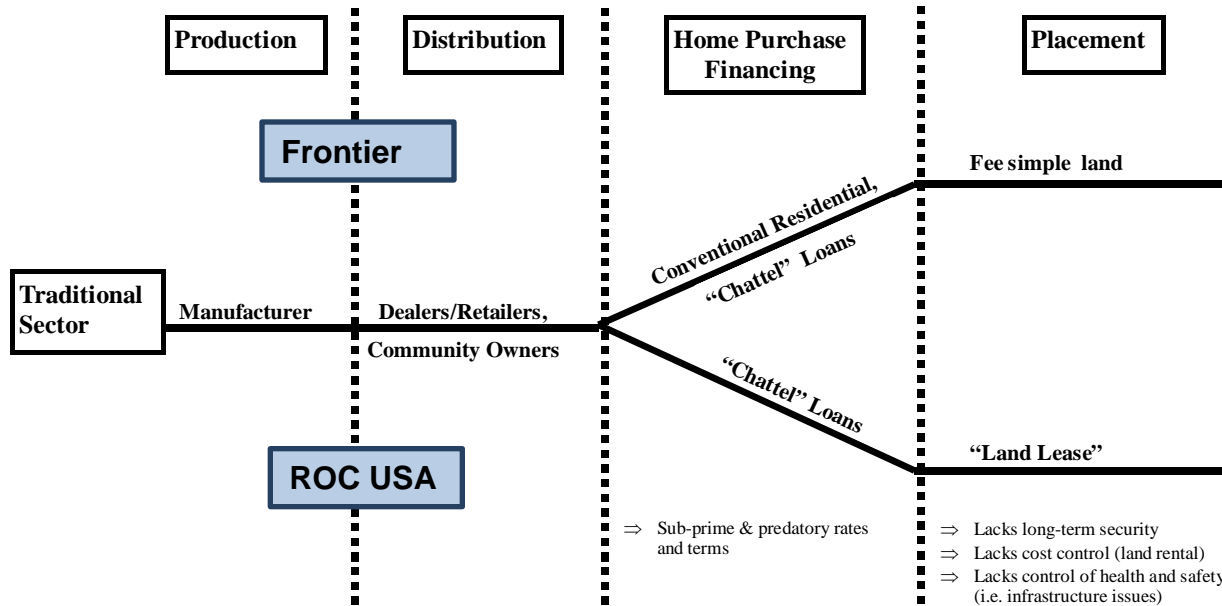 Production
Distribution
Home Purchase
Financing
Placement
Frontier
Fee simple land
Conventional Residential,
“Chattel” Loans
Traditional
Sector
Manufacturer
Dealers/Retailers,
Community Owners
“Chattel” Loans
“Land Lease”
ROC USA
⇒ Sub-prime & predatory rates
and terms
⇒ Lacks long-term security
⇒ Lacks cost control (land rental)
⇒ Lacks control of health and safety
(i.e. infrastructure issues)